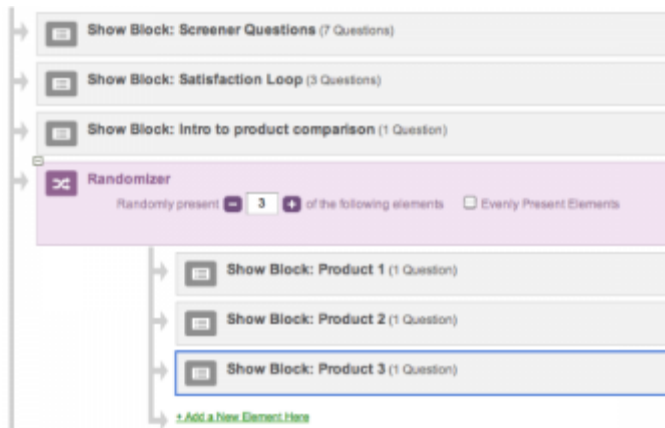 Show Block: Screener Questions (7 Questions)
Show Block: Satisfaction Loop (3 Questions)
Show Block: Intro to product comparison (1 Question)
Randomizer
Randomly present 3 of the following elements Evenly Present Elements
Show Block: Product 1 (1 Question)
Show Block: Product 2 (1 Question)
Show Block: Product 3 (1 Question)
+ Add a New Element Here